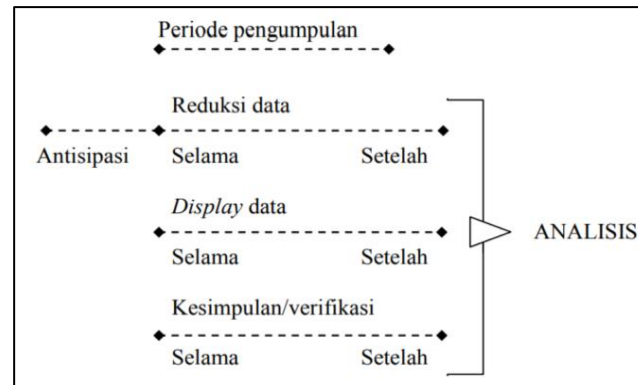 Periode pengumpulan
Reduksi data
Antisipasi Selama Setelah
Display data
ANALISIS
Selama Setelah
Kesimpulan/verifikasi
Selama Setelah